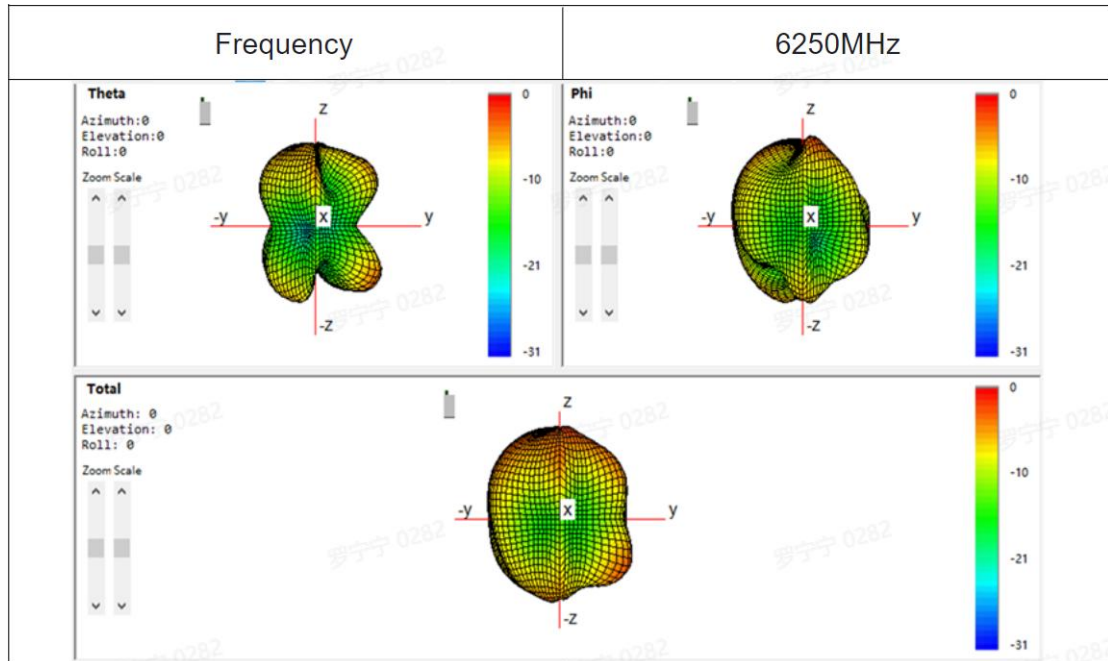 Frequency 6250MHz
Theta
Azimuth:0
Elevation:0
Roll:0
Zoom Scale
z
-y
x
y
-z
0
-10
-21
-31
Phi
Azimuth:0
Elevation:0
Roll:0
Zoom Scale
z
-y
x
y
-z
0
-10
-21
-31
Total
Azimuth: 0
Elevation: 0
Roll: 0
Zoom Scale
z
-y
x
y
-z
0
-10
-21
-31
罗宁宁 0282